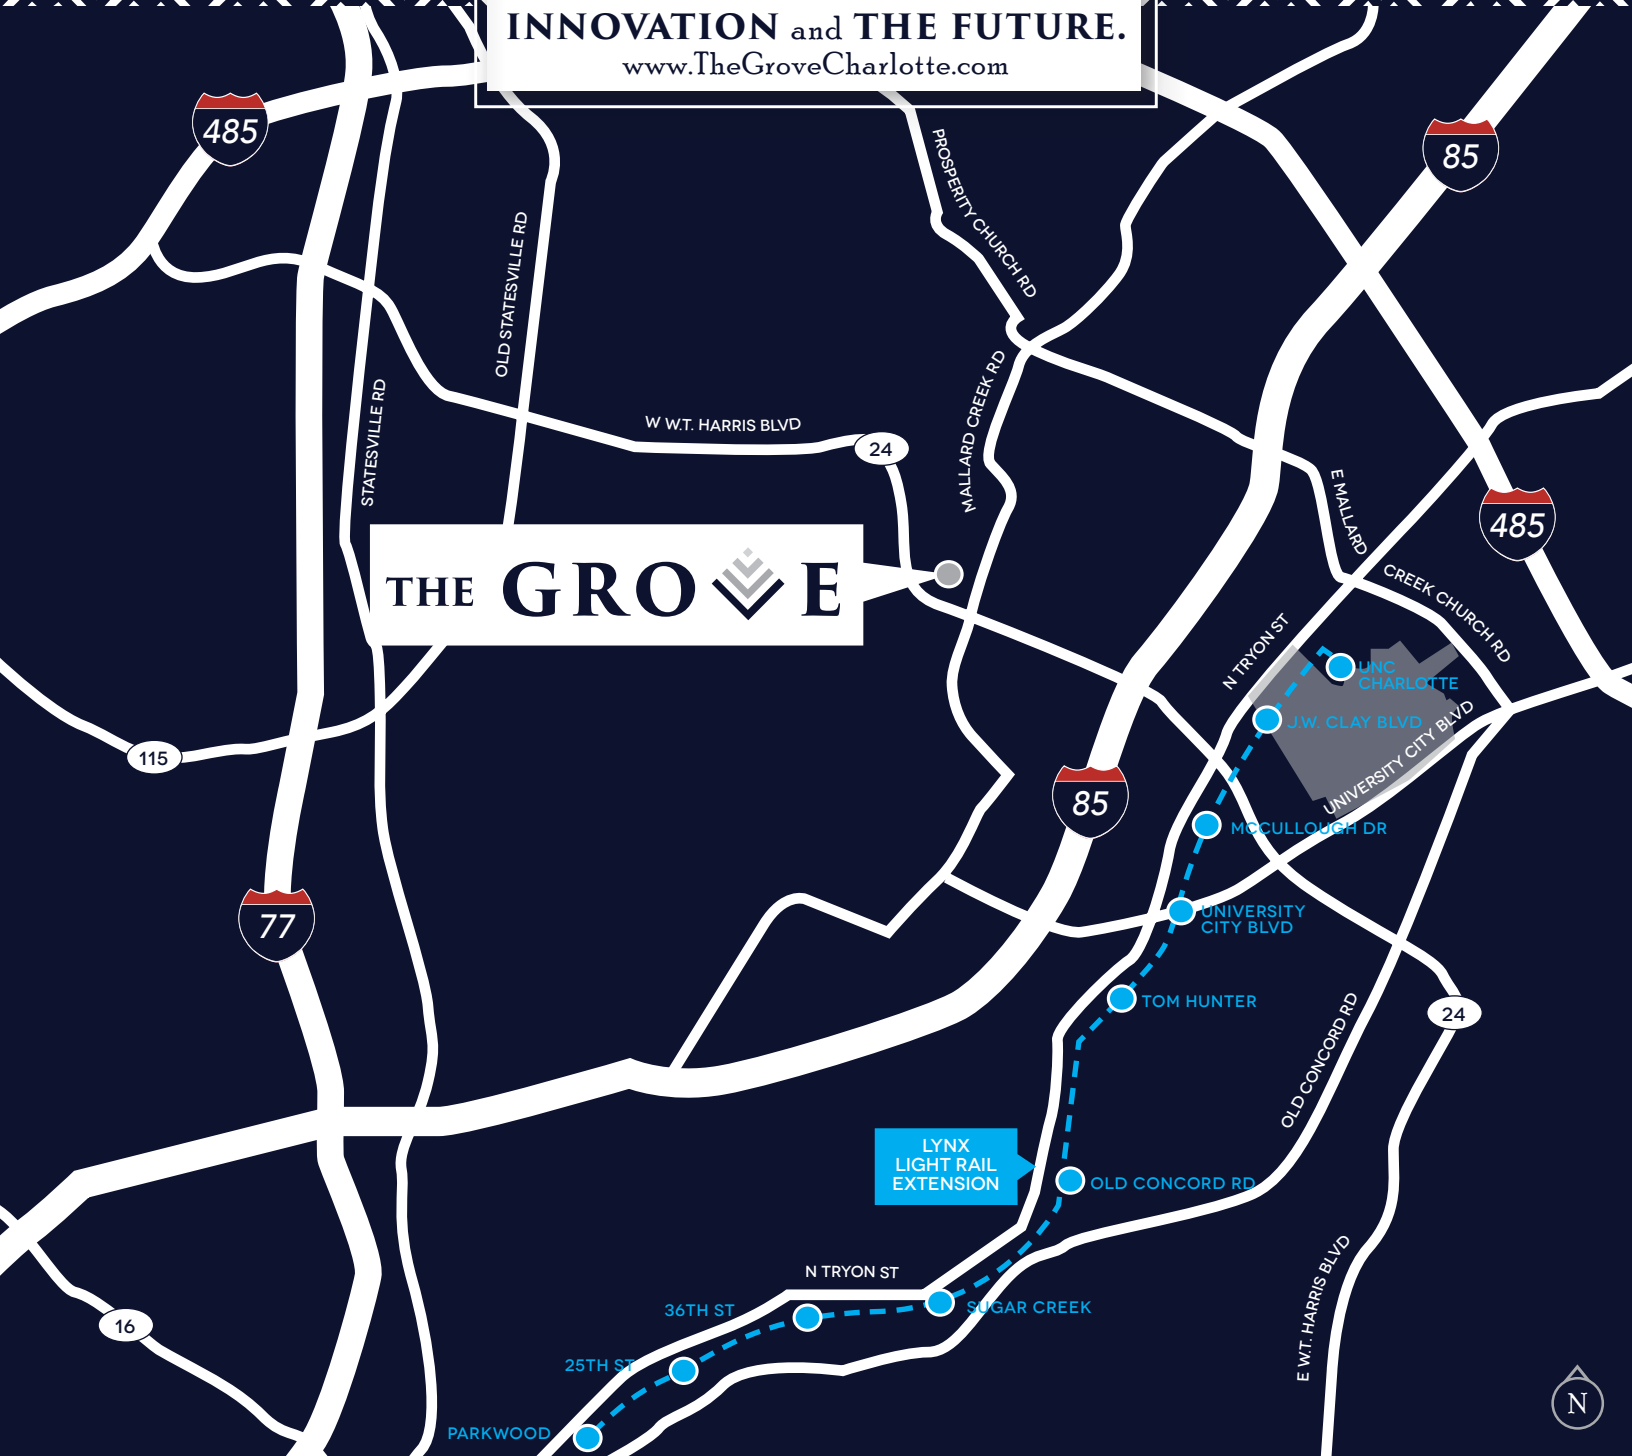 INNOVATION and THE FUTURE.
www.TheGroveCharlotte.com
485
85
PROSPERITY CHURCH RD
OLD STATESVILLE RD
STATESVILLE RD
MALLARD CREEK RD
W W.T. HARRIS BLVD
24
E MALLARD
CREEK CHURCH RD
485
THE GROVE
N TRYON ST
UNC
CHARLOTTE
J.W. CLAY BLVD
UNIVERSITY CITY BLVD
115
85
MCCULLOUGH DR
77
UNIVERSITY
CITY BLVD
TOM HUNTER
24
OLD CONCORD RD
LYNX
LIGHT RAIL
EXTENSION
OLD CONCORD RD
N TRYON ST
E W.T. HARRIS BLVD
36TH ST
SUGAR CREEK
16
25TH ST
PARKWOOD
N